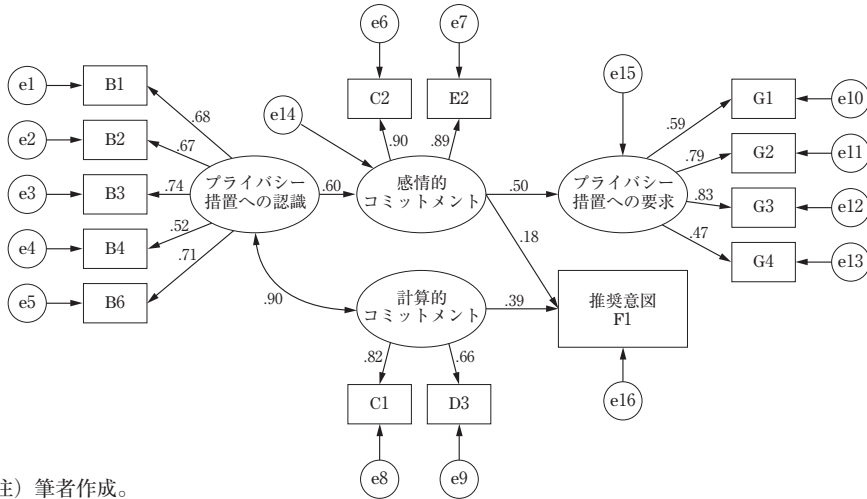 e6
e7
e1
B1
C2
E2
e15
G1
e10
.68
e14
.59
e2
B2
.67
.90
.89
.79
G2
e11
e3
B3
.74
プライバシー
措置への認識
.60
感情的
コミットメント
.50
プライバシー
措置への要求
.83
G3
e12
e4
B4
.52
.18
.47
G4
e13
e5
B6
.71
.90
計算的
コミットメント
.39
推奨意図
F1
.82
.66
C1
D3
e16
e8
e9
注）筆者作成。